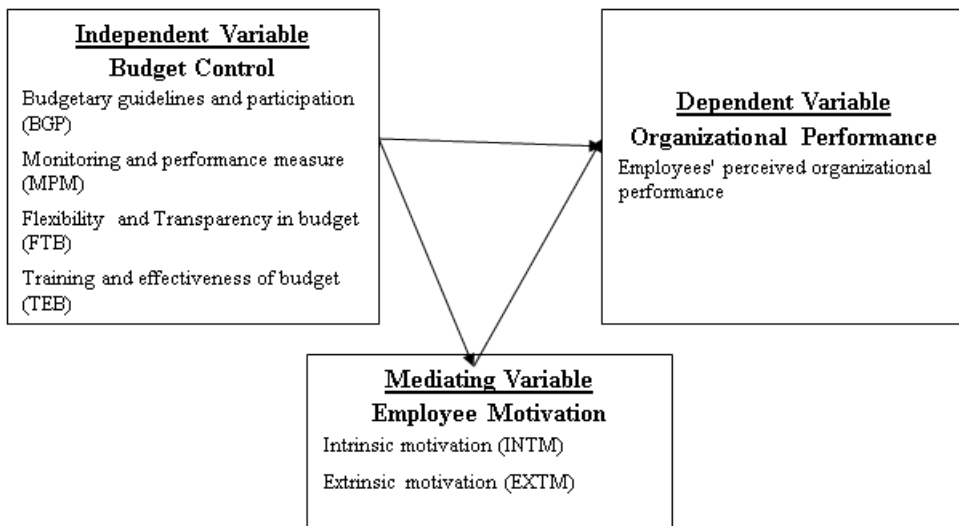 Independent Variable
Budget Control
Budgetary guidelines and participation
(BGP)
Monitoring and performance measure
(MPM)
Flexibility and Transparency in budget
(FTB)
Training and effectiveness of budget
(TEB)
Dependent Variable
Organizational Performance
Employees' perceived organizational
performance
Mediating Variable
Employee Motivation
Intrinsic motivation (INTM)
Extrinsic motivation (EXTM)